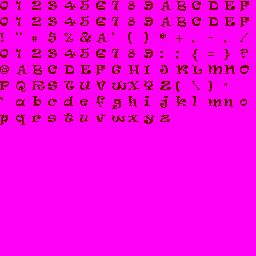 0 1 2 3 4 5 6 7 8 9 A B C D E F
0 1 2 3 4 5 6 7 8 9 A B C D E F
! " # $ % & A ' ( ) * + , - . /
0 1 2 3 4 5 6 7 8 9 : ; { = } ?
@ A B C D E F G H I J K L M N O
P Q R S T U V W X Y Z [ \ ] ^
` a b c d e f g h i j k l m n o
p q r s t u v w x y z